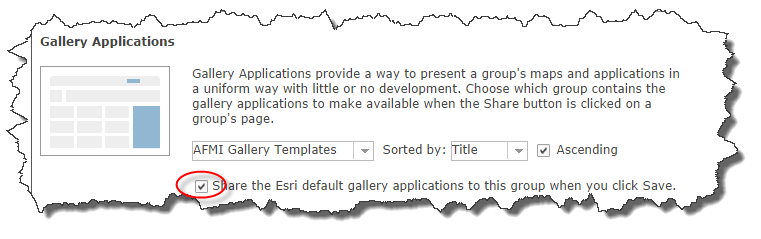 Gallery Applications
Gallery Applications provide a way to present a group's maps and applications in
a uniform way with little or no development. Choose which group contains the
gallery applications to make available when the Share button is clicked on a
group's page.
AFMI Gallery Templates Sorted by: Title Ascending
Share the Esri default gallery applications to this group when you click Save.